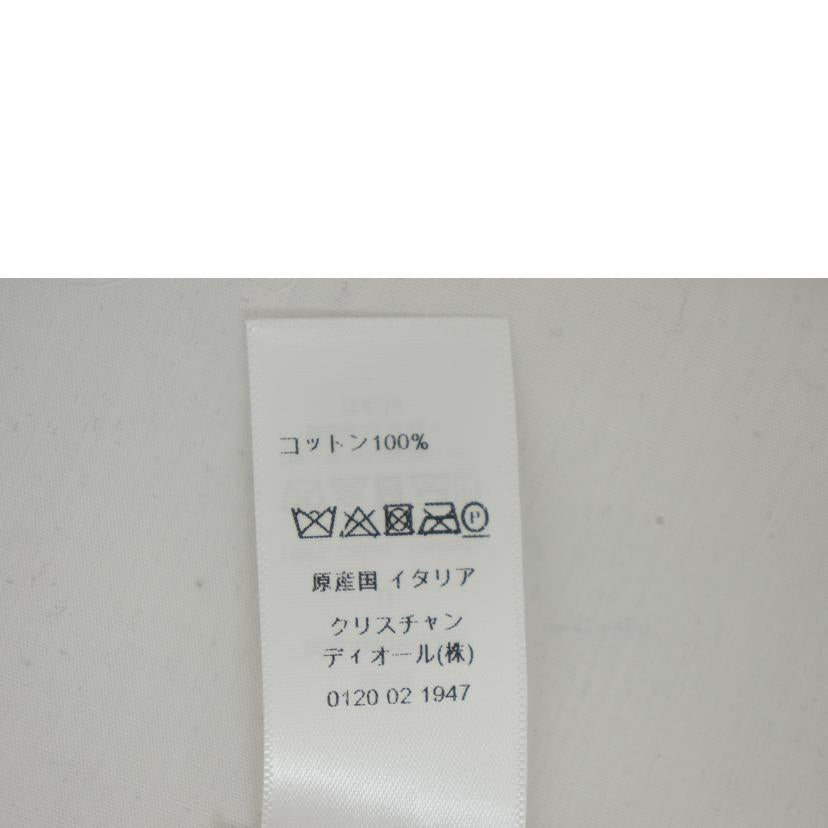 コットン100%
P
原産国 イタリア
クリスチャン
ディオール(株)
0120 02 1947